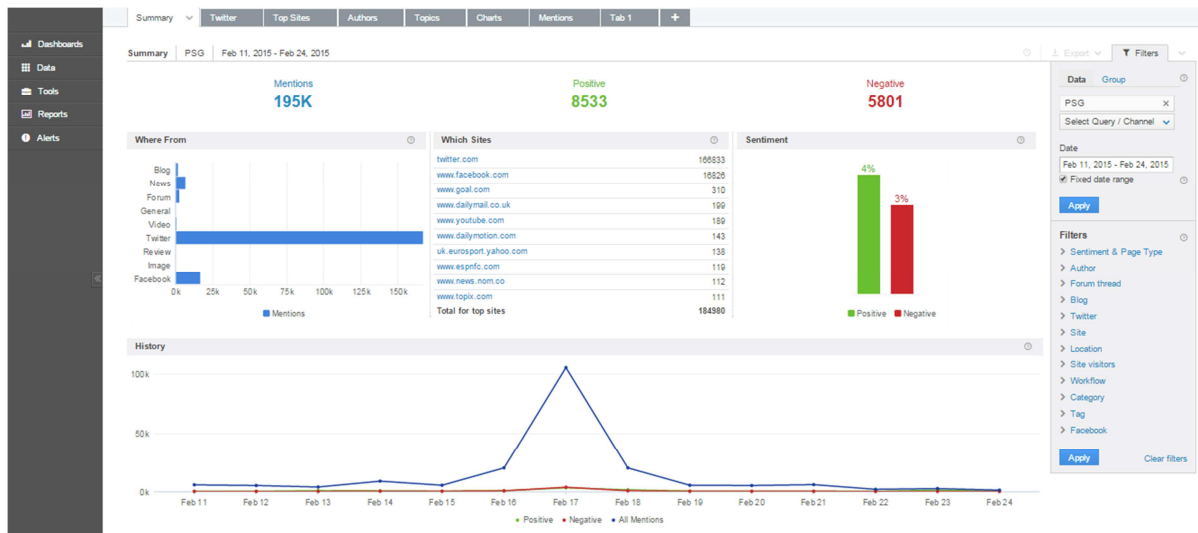 Summary
Twitter
Top Sites
Authors
Topics
Charts
Mentions
Tab 1
+
Dashboards
Data
Tools
Reports
Alerts
Summary PSG Feb 11, 2015 - Feb 24, 2015
Export
Filters
Mentions
195K
Positive
8533
Negative
5801
Where From
Blog
News
Forum
General
Video
Twitter
Review
Image
Facebook
0k 25k 50k 75k 100k 125k 150k
Mentions
Which Sites
twitter.com 166833
www.facebook.com 16826
www.goal.com 310
www.dailymail.co.uk 199
www.youtube.com 189
www.dailymotion.com 143
uk.eurosport.yahoo.com 138
www.espnfc.com 119
www.news.nom.co 112
www.topix.com 111
Total for top sites 184980
Sentiment
4%
3%
Positive Negative
History
100k
50k
0k
Feb 11 Feb 12 Feb 13 Feb 14 Feb 15 Feb 16 Feb 17 Feb 18 Feb 19 Feb 20 Feb 21 Feb 22 Feb 23 Feb 24
Positive Negative All Mentions
Data Group
PSG
Select Query / Channel
Date
Feb 11, 2015 - Feb 24, 2015
Fixed date range
Apply
Filters
Sentiment & Page Type
Author
Forum thread
Blog
Twitter
Site
Location
Site visitors
Workflow
Category
Tag
Facebook
Apply Clear filters